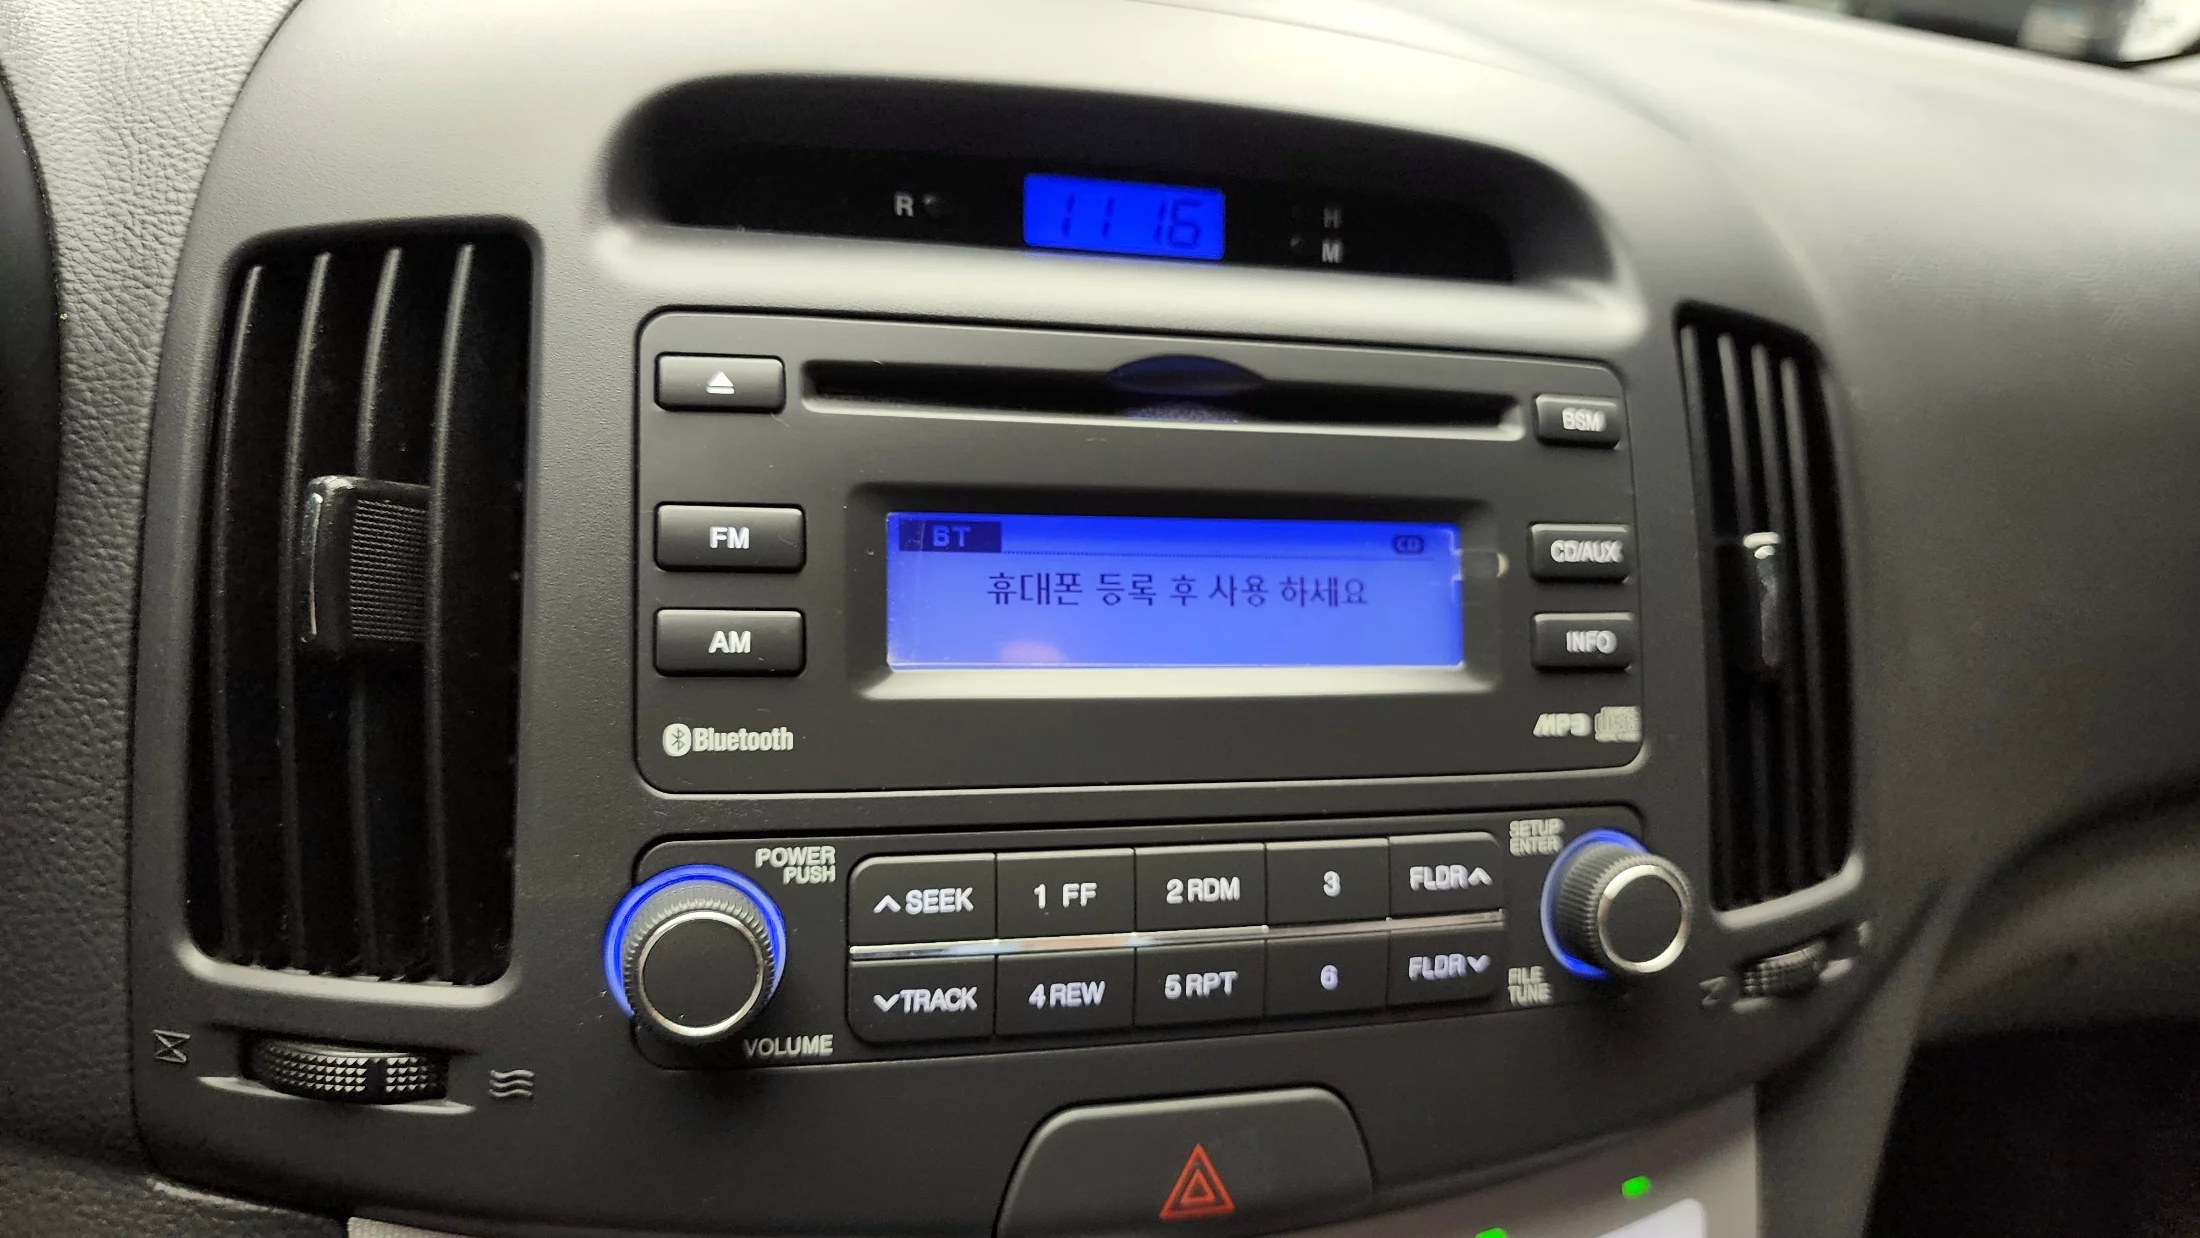 R
11 16
H
M
BSM
FM
BT
CD
CD/AUX
휴대폰 등록 후 사용 하세요
AM
INFO
Bluetooth
MP3
POWER
PUSH
SETUP
ENTER
SEEK
1 FF
2 RDM
3
FLDR
TRACK
4 REW
5 RPT
6
FLDR
FILE
TUNE
VOLUME